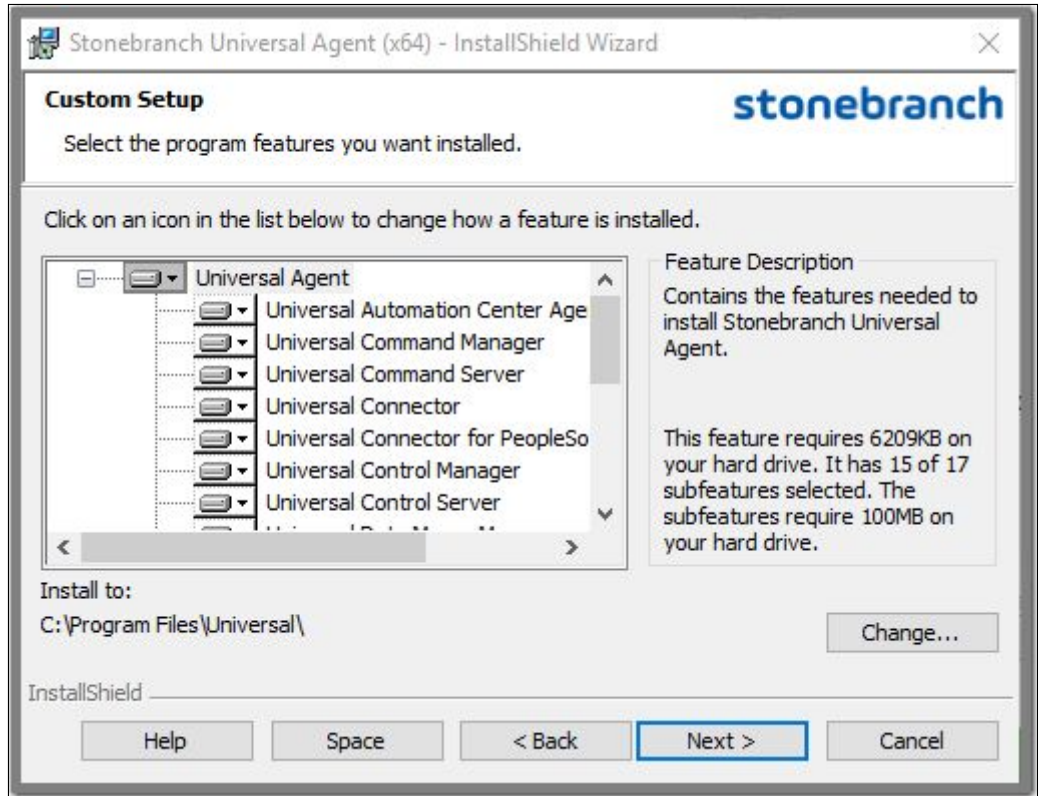 Stonebranch Universal Agent (x64) - InstallShield Wizard
Custom Setup
stonebranch
Select the program features you want installed.
Click on an icon in the list below to change how a feature is installed.
Universal Agent
Universal Automation Center Age
Universal Command Manager
Universal Command Server
Universal Connector
Universal Connector for PeopleSo
Universal Control Manager
Universal Control Server
Feature Description
Contains the features needed to
install Stonebranch Universal
Agent.
This feature requires 6209KB on
your hard drive. It has 15 of 17
subfeatures selected. The
subfeatures require 100MB on
your hard drive.
Install to:
C:\Program Files\Universal\
Change...
InstallShield
Help
Space
< Back
Next >
Cancel